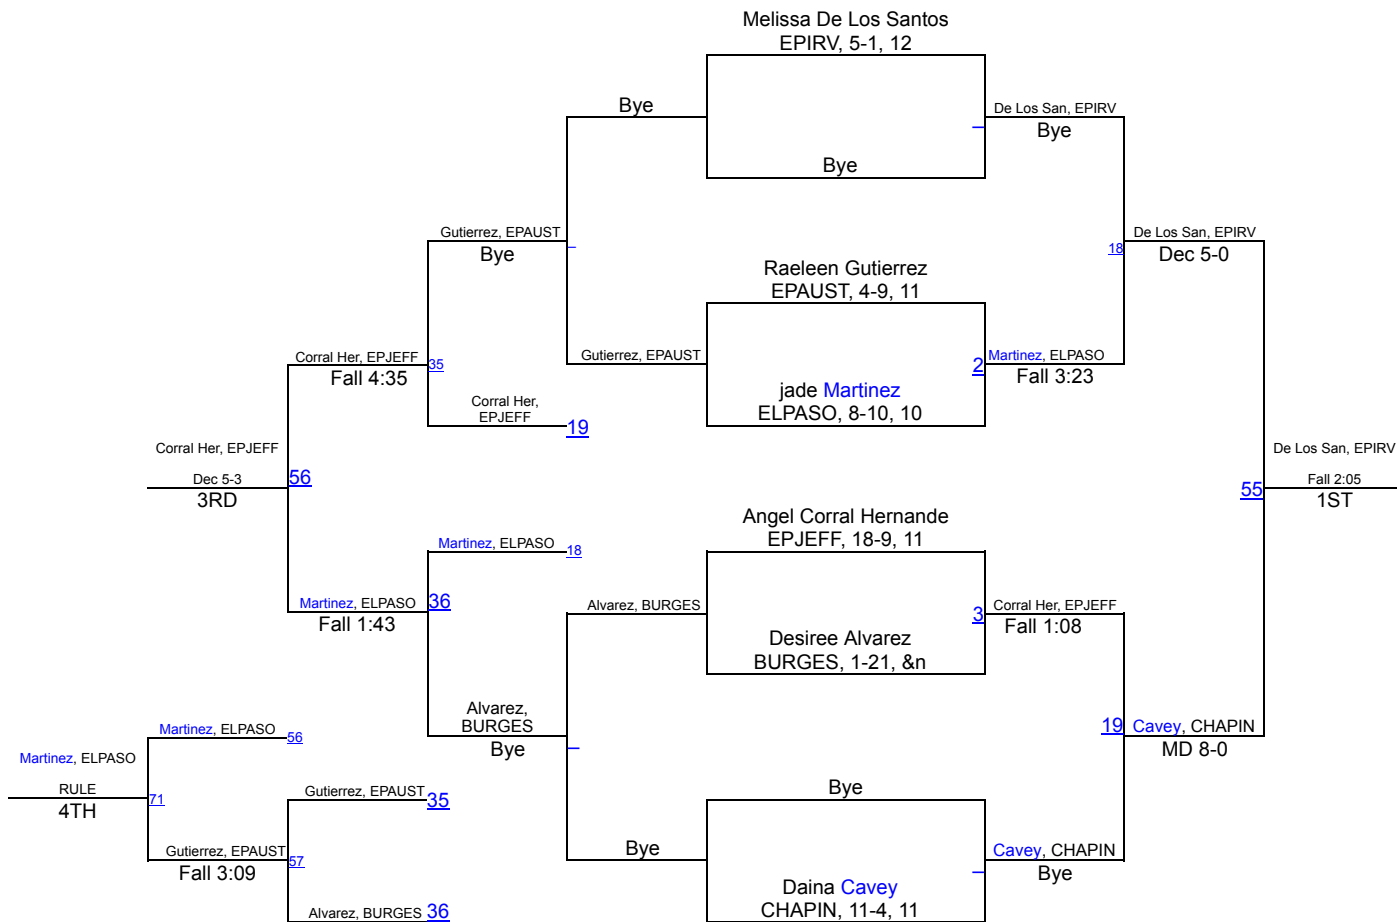 Melissa De Los Santos
EPIRV, 5-1, 12
Bye
De Los San, EPIRV
Bye
Bye
Gutierrez, EPAUST
Bye
De Los San, EPIRV
18
Dec 5-0
Raeleen Gutierrez
EPAUST, 4-9, 11
Corral Her, EPJEFF
35
Fall 4:35
Gutierrez, EPAUST
2
Martinez, ELPASO
Fall 3:23
jade Martinez
ELPASO, 8-10, 10
Corral Her,
EPJEFF
19
Corral Her, EPJEFF
Dec 5-3
3RD
56
De Los San, EPIRV
55
Fall 2:05
1ST
Angel Corral Hernande
EPJEFF, 18-9, 11
Martinez, ELPASO
18
Martinez, ELPASO
36
Fall 1:43
Alvarez, BURGES
3
Corral Her, EPJEFF
Fall 1:08
Desiree Alvarez
BURGES, 1-21, &n
Alvarez,
BURGES
Bye
19
Cavey, CHAPIN
MD 8-0
Martinez, ELPASO
56
Martinez, ELPASO
RULE
4TH
71
Gutierrez, EPAUST
35
Bye
Gutierrez, EPAUST
57
Fall 3:09
Bye
Cavey, CHAPIN
Bye
Daina Cavey
CHAPIN, 11-4, 11
Alvarez, BURGES
36